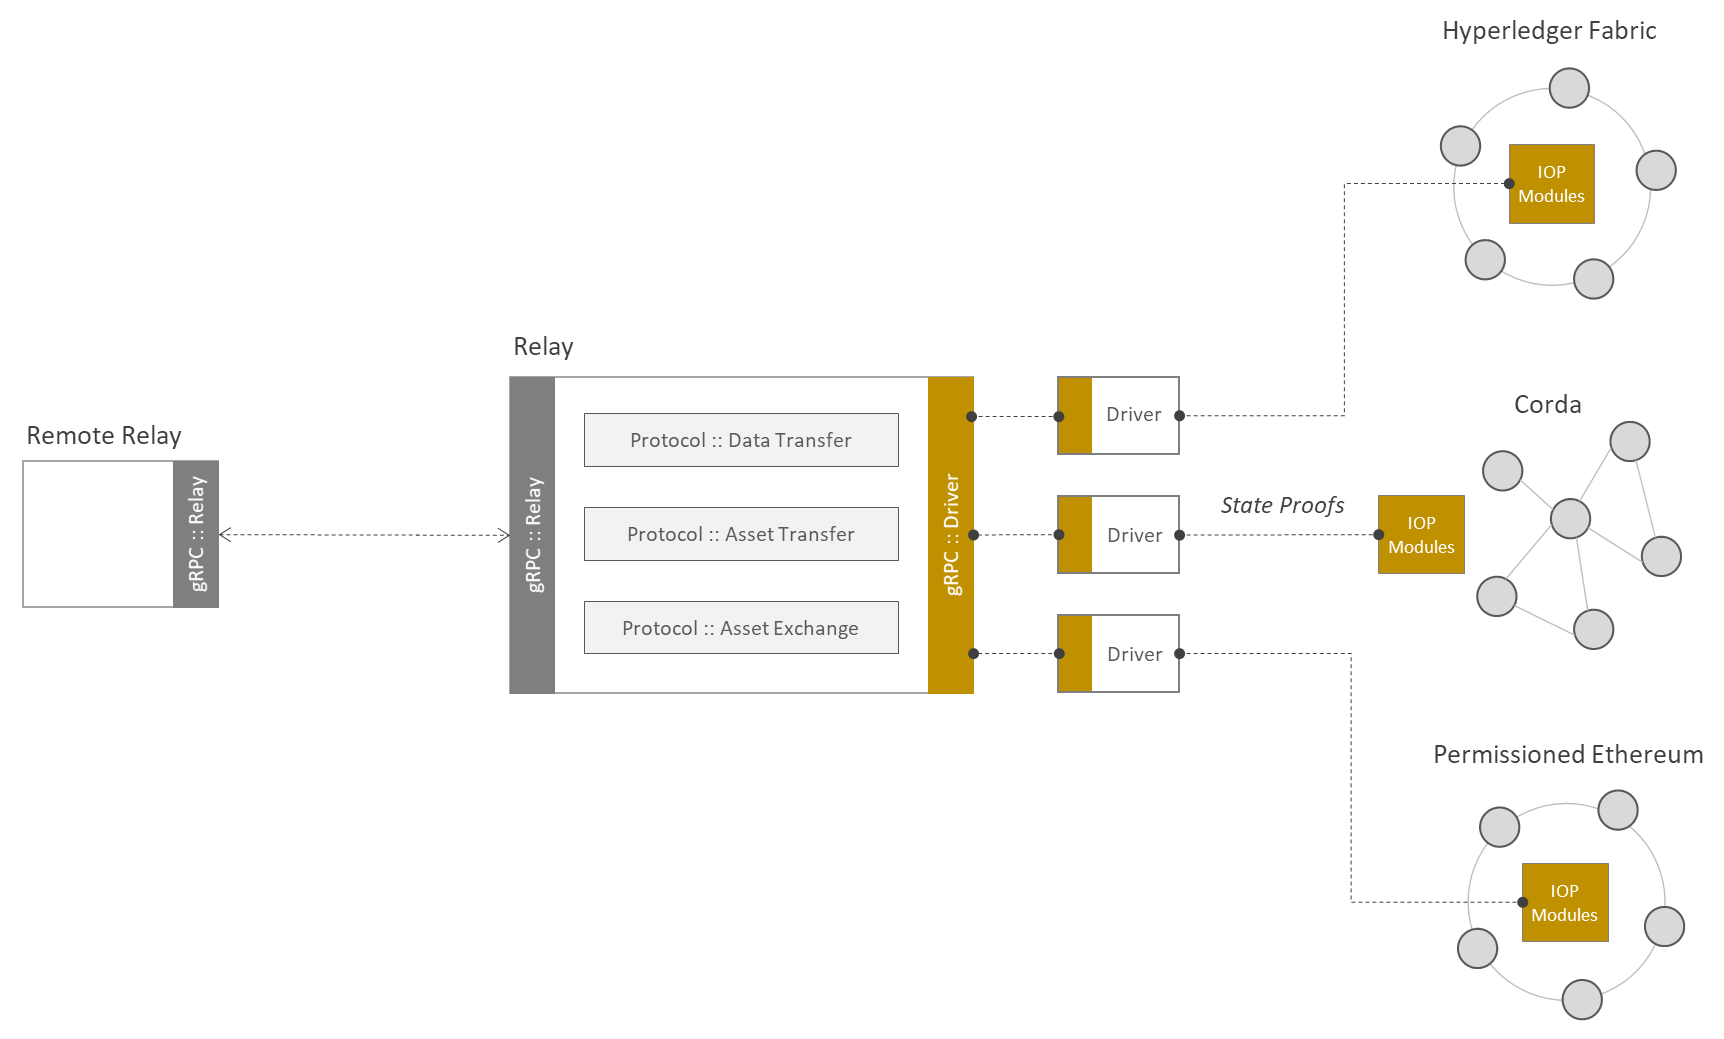 Hyperledger Fabric
IOP
Modules
Relay
Remote Relay
gRPC :: Relay
gRPC :: Relay
Protocol :: Data Transfer
Protocol :: Asset Transfer
Protocol :: Asset Exchange
gRPC :: Driver
Driver
Driver
Driver
State Proofs
Corda
IOP
Modules
Permissioned Ethereum
IOP
Modules